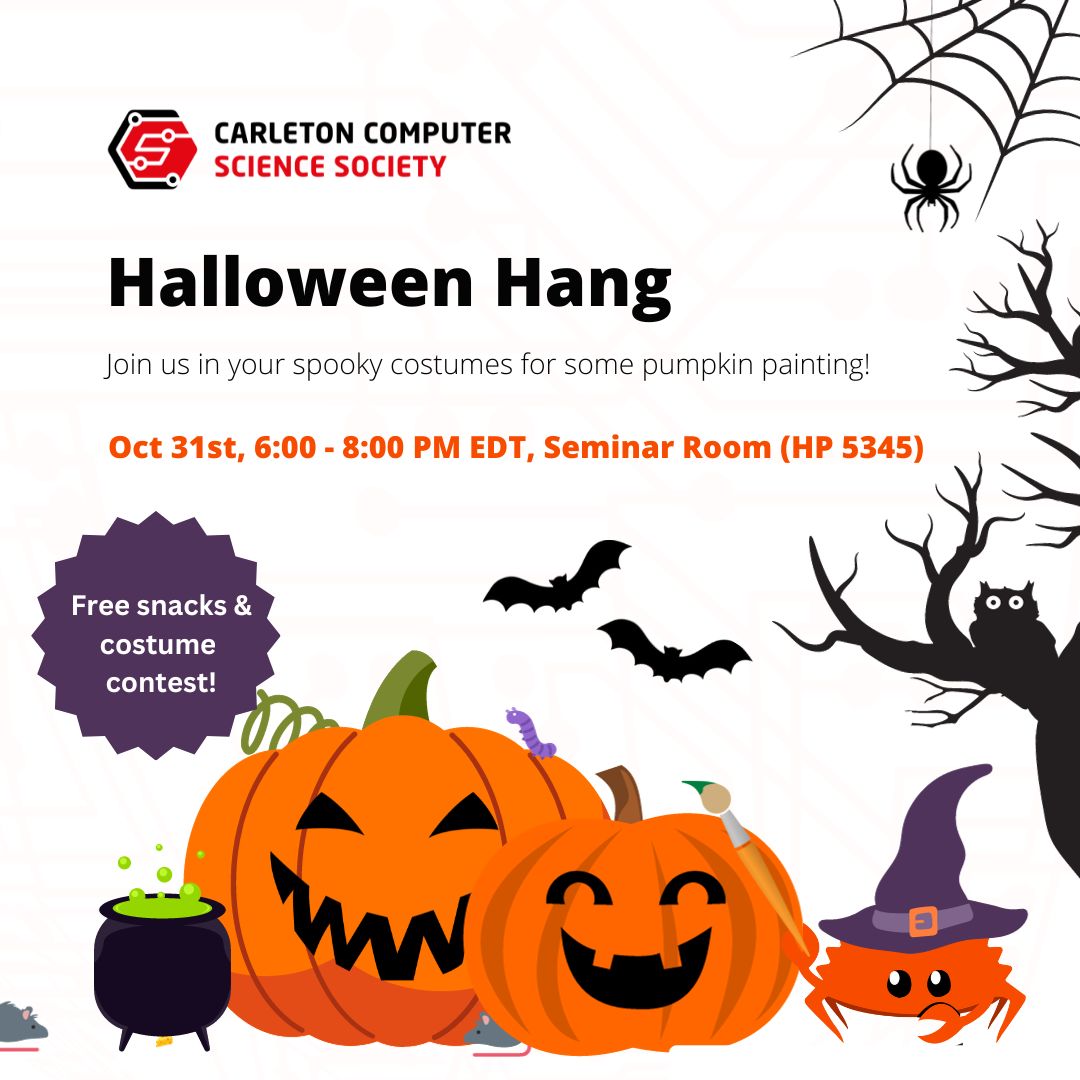 CARLETON COMPUTER
SCIENCE SOCIETY
Halloween Hang
Join us in your spooky costumes for some pumpkin painting!
Oct 31st, 6:00 - 8:00 PM EDT, Seminar Room (HP 5345)
Free snacks &
costume
contest!